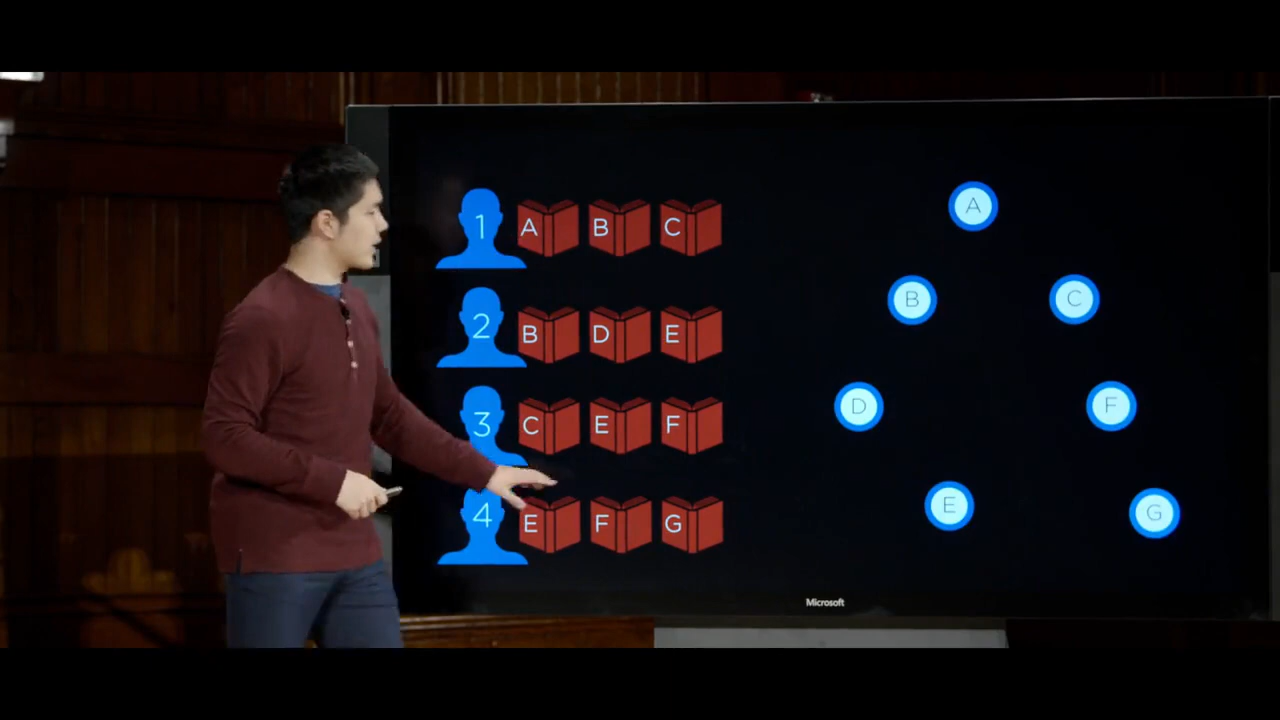 1 A B C
2 B D E
3 C E F
4 E F G
A
B C
D F
E G
Microsoft